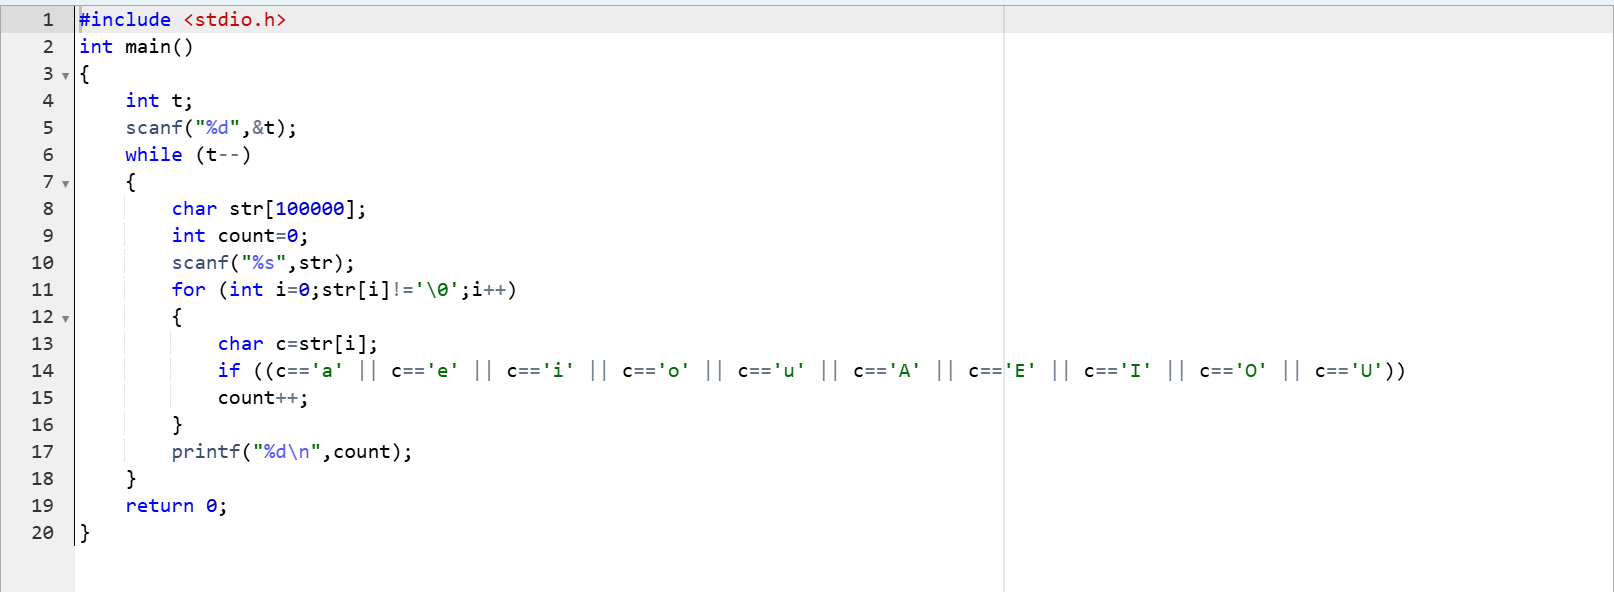 1 #include <stdio.h>
2 int main()
3 {
4     int t;
5     scanf("%d",&t);
6     while (t--)
7     {
8         char str[100000];
9         int count=0;
10         scanf("%s",str);
11         for (int i=0;str[i]!='\0';i++)
12         {
13             char c=str[i];
14             if ((c=='a' || c=='e' || c=='i' || c=='o' || c=='u' || c=='A' || c=='E' || c=='I' || c=='O' || c=='U'))
15             count++;
16         }
17         printf("%d\n",count);
18     }
19     return 0;
20 }